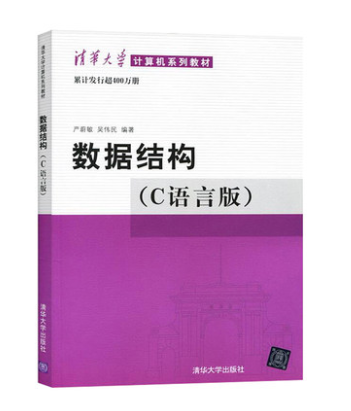 清华大学计算机系列教材
数据结构
(C语言版)
清华大学出版社
清华大学 计算机系列教材
累计发行超400万册
严蔚敏 吴伟民 编著
数据结构
(C语言版)
清华大学出版社